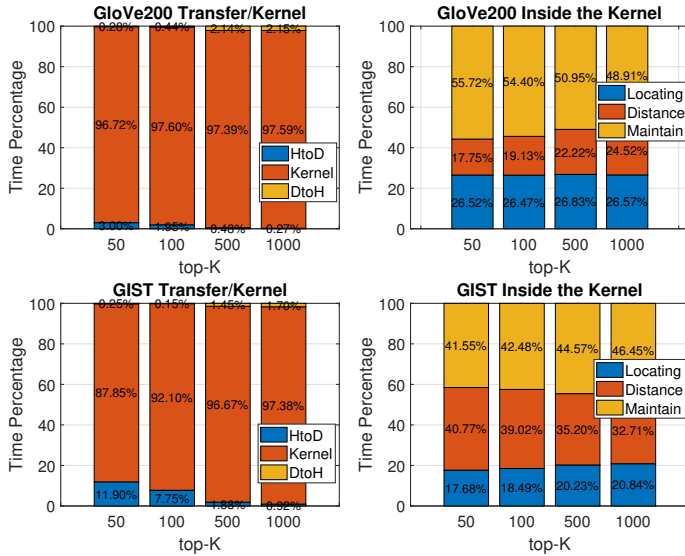 GloVe200 Transfer/Kernel
Time Percentage
100
80
60
40
20
0
0.28% 0.44% 2.14% 2.15%
96.72% 97.60% 97.39% 97.59%
3.00% 1.95% 0.48% 0.27%
HtoD
Kernel
DtoH
50 100 500 1000
top-K
GloVe200 Inside the Kernel
Time Percentage
100
80
60
40
20
0
55.72% 54.40% 50.95% 48.91%
17.75% 19.13% 22.22% 24.52%
26.52% 26.47% 26.83% 26.57%
Locating
Distance
Maintain
50 100 500 1000
top-K
GIST Transfer/Kernel
Time Percentage
100
80
60
40
20
0
0.25% 0.15% 1.45% 1.70%
87.85% 92.10% 96.67% 97.38%
11.90% 7.75% 1.88% 0.92%
HtoD
Kernel
DtoH
50 100 500 1000
top-K
GIST Inside the Kernel
Time Percentage
100
80
60
40
20
0
41.55% 42.48% 44.57% 46.45%
40.77% 39.02% 35.20% 32.71%
17.68% 18.49% 20.23% 20.84%
Locating
Distance
Maintain
50 100 500 1000
top-K